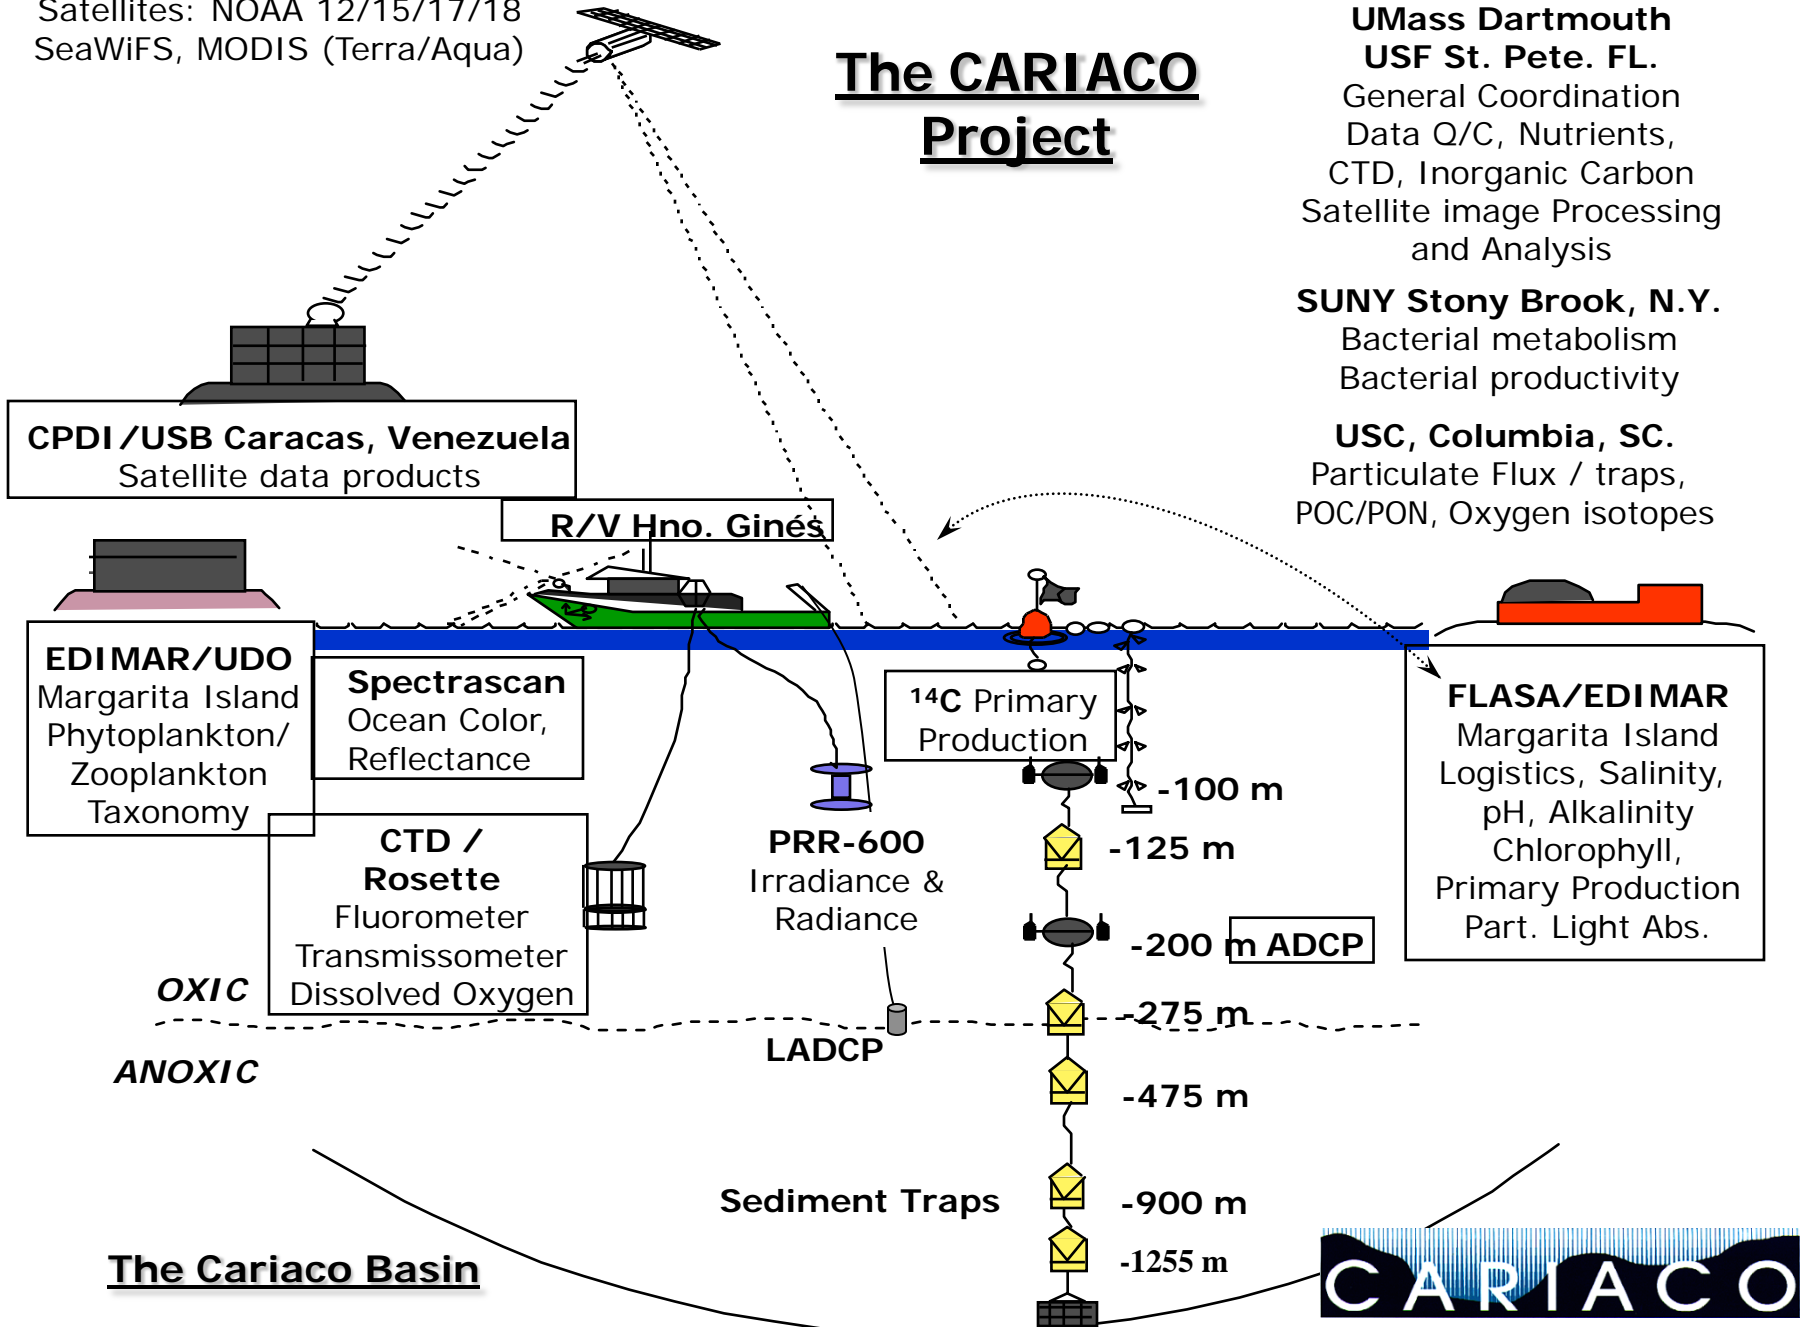 Satellites: NOAA 12/15/17/18
SeaWiFS, MODIS (Terra/Aqua)
The CARIACO
Project
UMass Dartmouth
USF St. Pete. FL.
General Coordination
Data Q/C, Nutrients,
CTD, Inorganic Carbon
Satellite image Processing
and Analysis
SUNY Stony Brook, N.Y.
Bacterial metabolism
Bacterial productivity
USC, Columbia, SC.
Particulate Flux / traps,
POC/PON, Oxygen isotopes
CPDI/USB Caracas, Venezuela
Satellite data products
R/V Hno. Ginés
EDIMAR/UDO
Margarita Island
Phytoplankton/
Zooplankton
Taxonomy
Spectrascan
Ocean Color,
Reflectance
CTD /
Rosette
Fluorometer
Transmissometer
Dissolved Oxygen
PRR-600
Irradiance &
Radiance
LADCP
14C Primary
Production
-100 m
-125 m
-200 m ADCP
-275 m
-475 m
-900 m
-1255 m
Sediment Traps
FLASA/EDIMAR
Margarita Island
Logistics, Salinity,
pH, Alkalinity
Chlorophyll,
Primary Production
Part. Light Abs.
OXIC
ANOXIC
The Cariaco Basin
CARIACO